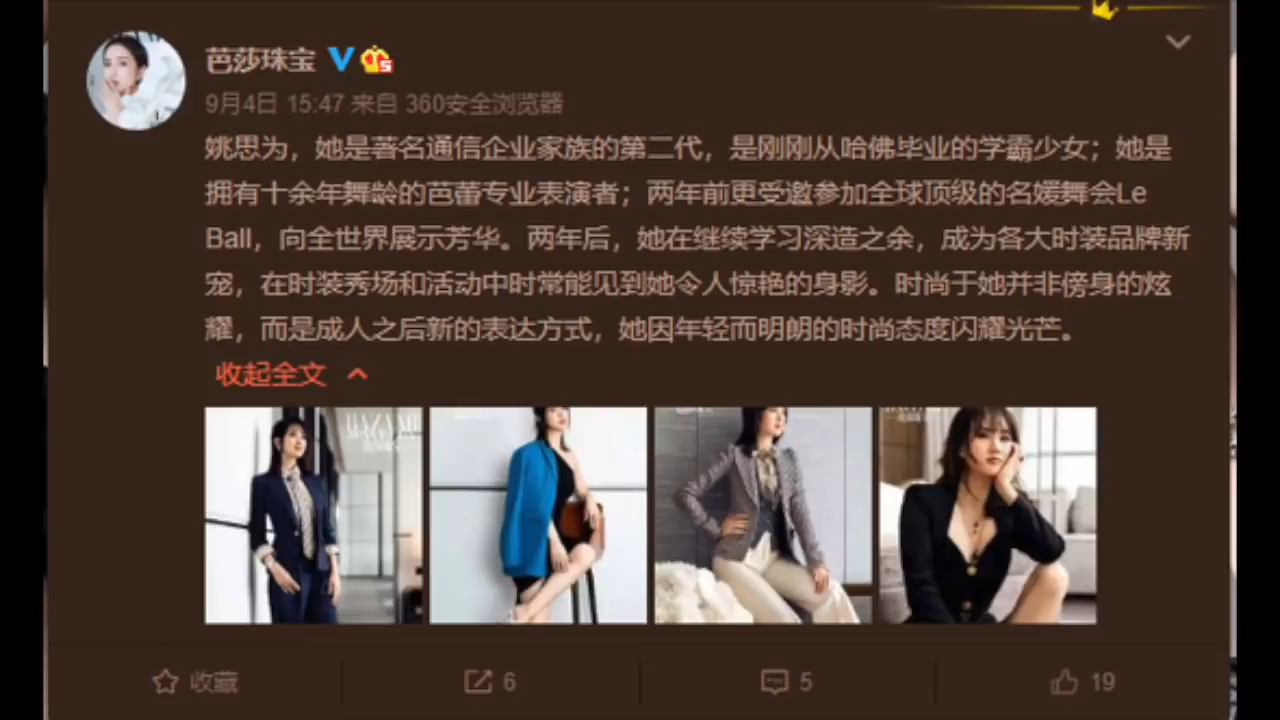 芭莎珠宝
9月4日 15:47 来自 360安全浏览器
姚思为，她是著名通信企业家族的第二代，是刚刚从哈佛毕业的学霸少女；她是
拥有十余年舞龄的芭蕾专业表演者；两年前更受邀参加全球顶级的名媛舞会Le
Ball，向全世界展示芳华。两年后，她在继续学习深造之余，成为各大时装品牌新
宠，在时装秀场和活动中时常能见到她令人惊艳的身影。时尚于她并非傍身的炫
耀，而是成人之后新的表达方式，她因年轻而明朗的时尚态度闪耀光芒。
收起全文
BAZAAR
收藏
6
5
19